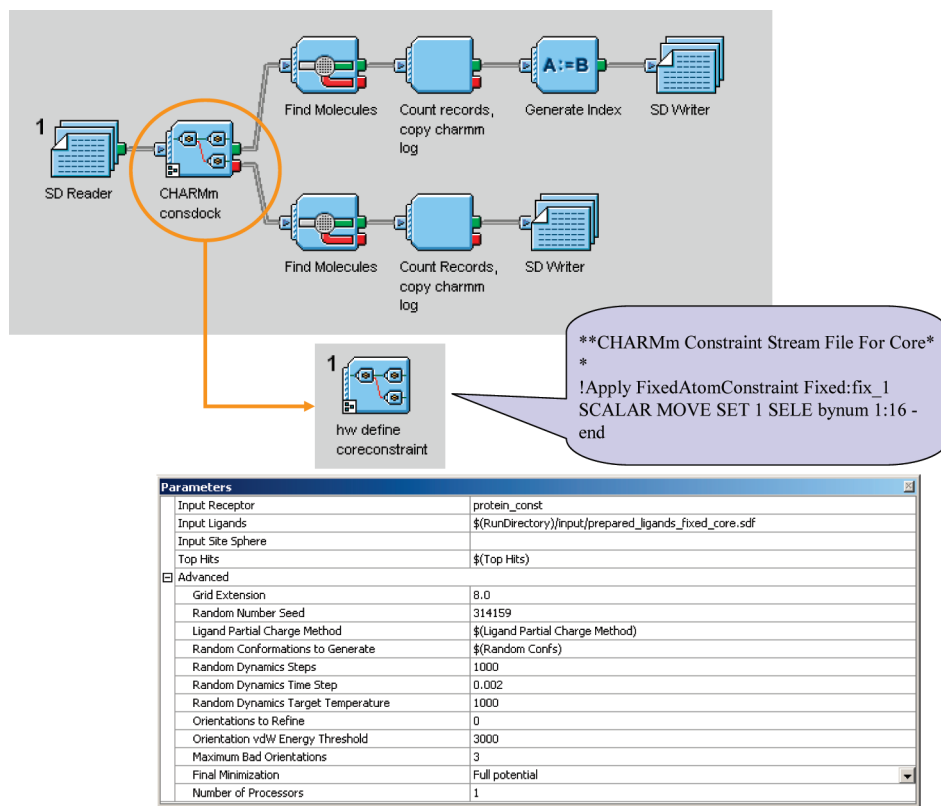 Find Molecules
Count records,
copy charmm
log
A:=B
Generate Index
SD Writer
1
SD Reader
CHARMm
consdock
Find Molecules
Count Records,
copy charmm
log
SD Writer
1
hw define
coreconstraint
**CHARMm Constraint Stream File For Core*
*
!Apply FixedAtomConstraint Fixed:fix_1
SCALAR MOVE SET 1 SELE bynum 1:16 -
end
Parameters
Input Receptor protein_const
Input Ligands $(RunDirectory)/input/prepared_ligands_fixed_core.sdf
Input Site Sphere
Top Hits $(Top Hits)
Advanced
Grid Extension 8.0
Random Number Seed 314159
Ligand Partial Charge Method $(Ligand Partial Charge Method)
Random Conformations to Generate $(Random Confs)
Random Dynamics Steps 1000
Random Dynamics Time Step 0.002
Random Dynamics Target Temperature 1000
Orientations to Refine 0
Orientation vdW Energy Threshold 3000
Maximum Bad Orientations 3
Final Minimization Full potential
Number of Processors 1